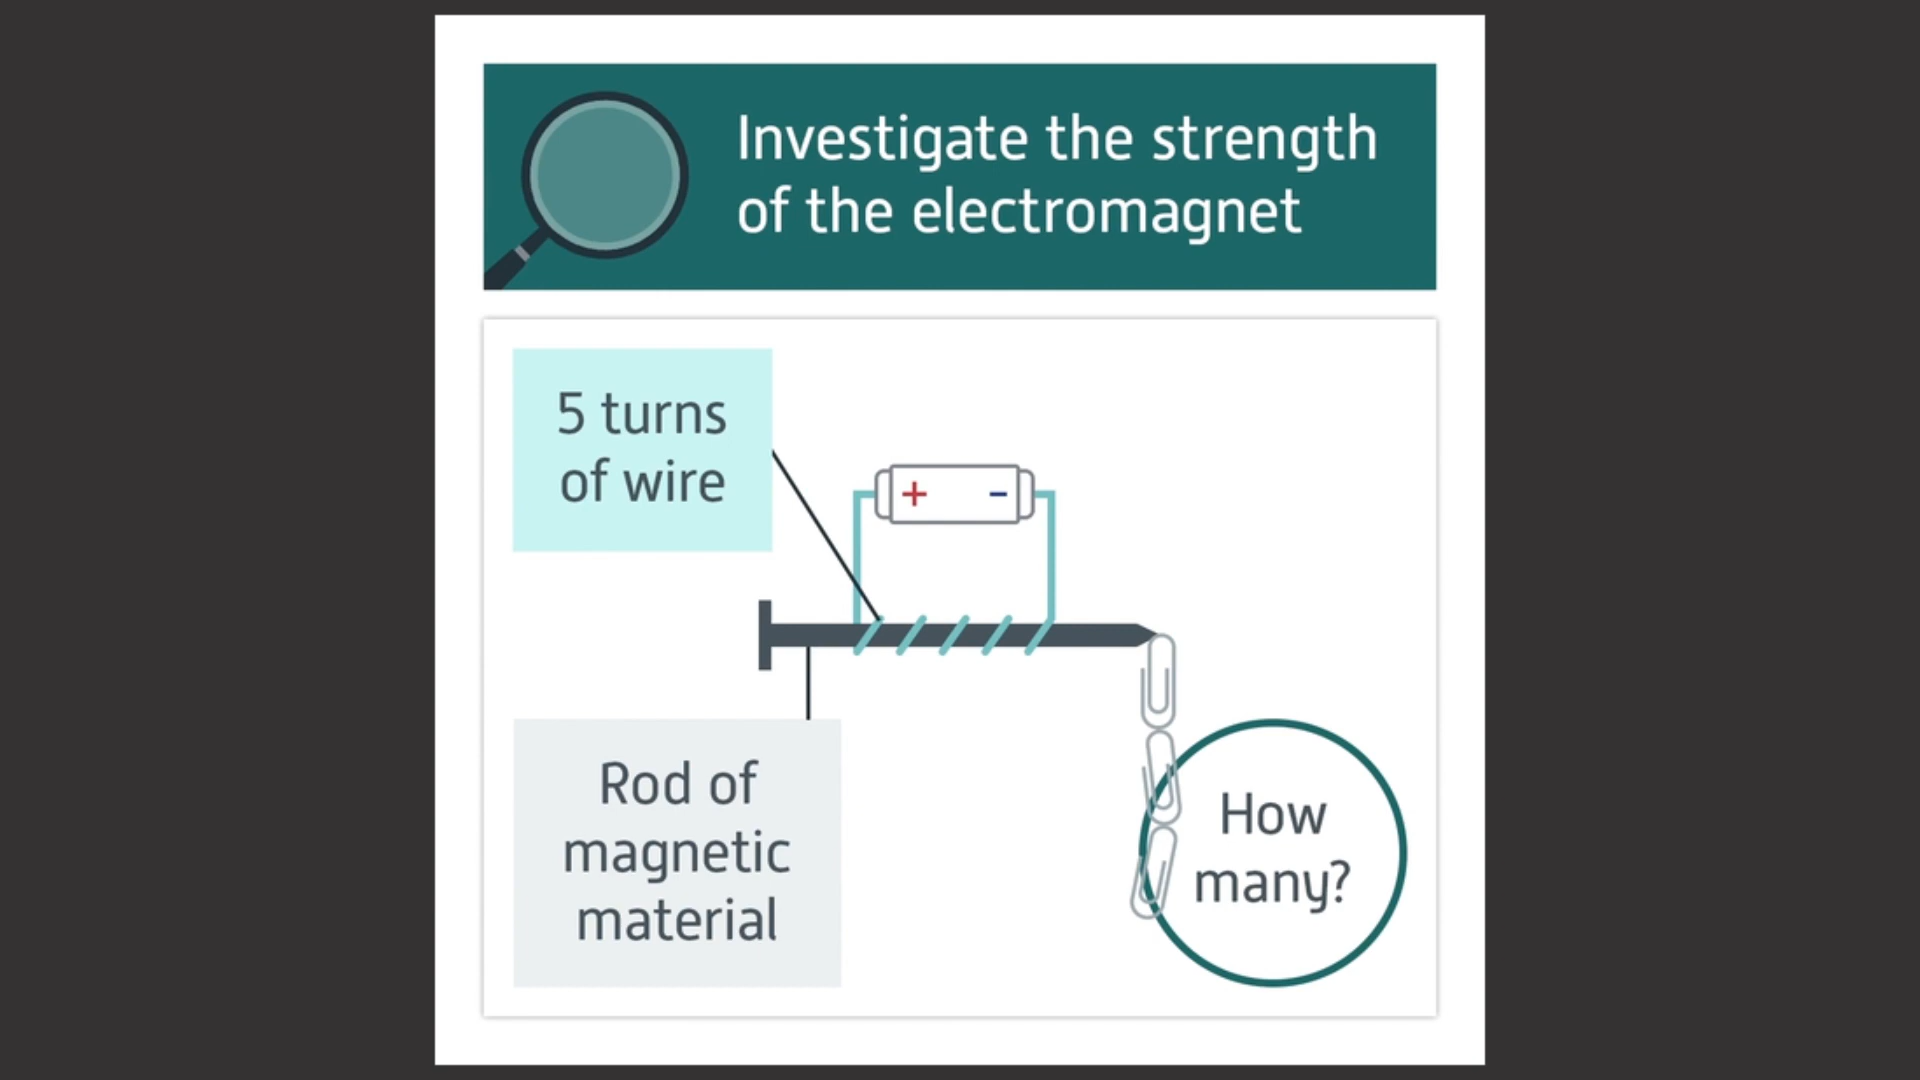 Investigate the strength
of the electromagnet
5 turns
of wire
+ −
Rod of
magnetic
material
How
many?